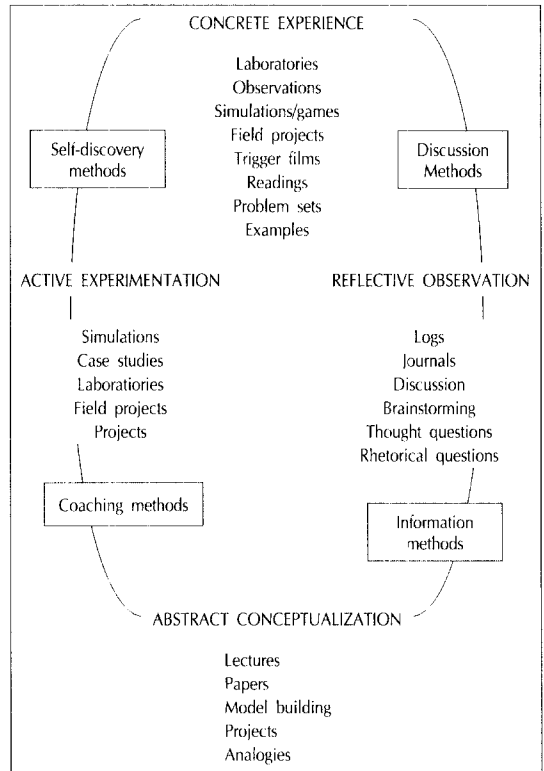 CONCRETE EXPERIENCE
Laboratories
Observations
Simulations/games
Field projects
Trigger films
Readings
Problem sets
Examples
Self-discovery
methods
Discussion
Methods
ACTIVE EXPERIMENTATION
REFLECTIVE OBSERVATION
Simulations
Case studies
Laboratiories
Field projects
Projects
Logs
Journals
Discussion
Brainstorming
Thought questions
Rhetorical questions
Coaching methods
Information
methods
ABSTRACT CONCEPTUALIZATION
Lectures
Papers
Model building
Projects
Analogies